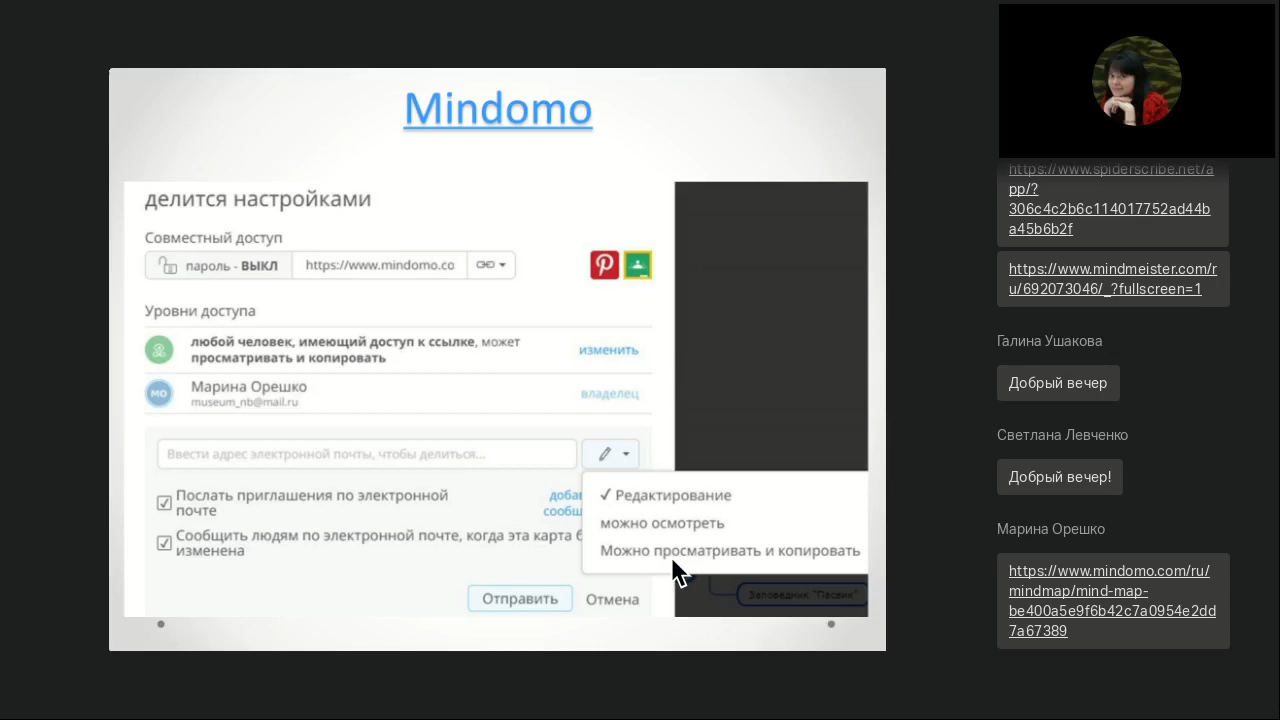 Mindomo
делится настройками
Совместный доступ
пароль - ВЫКЛ
https://www.mindomo.co
Уровни доступа
любой человек, имеющий доступ к ссылке, может
просматривать и копировать
изменить
MO
Марина Орешко
museum_nb@mail.ru
владелец
Ввести адрес электронной почты, чтобы делиться...
Послать приглашения по электронной
почте
Сообщить людям по электронной почте, когда эта карта
изменена
✓ Редактирование
можно осмотреть
Можно просматривать и копировать
Отправить
Отмена
Заповедник "Пасвик"
https://www.spiderscribe.net/a
pp/?
306c4c2b6c114017752ad44b
a45b6b2f
https://www.mindmeister.com/r
u/692073046/_?fullscreen=1
Галина Ушакова
Добрый вечер
Светлана Левченко
Добрый вечер!
Марина Орешко
https://www.mindomo.com/ru/
mindmap/mind-map-
be400a5e9f6b42c7a0954e2dd
7a67389